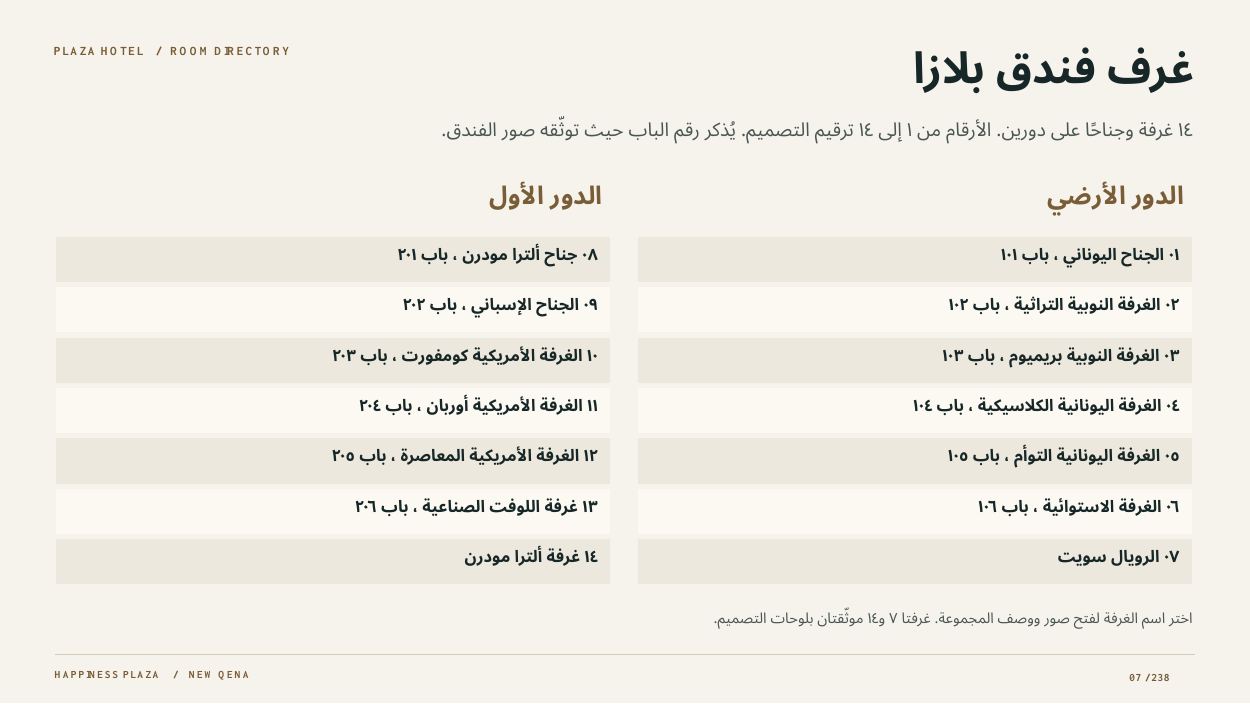 PLAZA HOTEL / ROOM DIRECTORY
غرف فندق بلازا
١٤ غرفة وجناحًا على دورين. الأرقام من ١ إلى ١٤ ترقيم التصميم. يُذكر رقم الباب حيث توثّقه صور الفندق.
الدور الأرضي
٠١ الجناح اليوناني ، باب ١٠١
٠٢ الغرفة النوبية التراثية ، باب ١٠٢
٠٣ الغرفة النوبية بريميوم ، باب ١٠٣
٠٤ الغرفة اليونانية الكلاسيكية ، باب ١٠٤
٠٥ الغرفة اليونانية التوأم ، باب ١٠٥
٠٦ الغرفة الاستوائية ، باب ١٠٦
٠٧ الرويال سويت
الدور الأول
٠٨ جناح ألترا مودرن ، باب ٢٠١
٠٩ الجناح الإسباني ، باب ٢٠٢
١٠ الغرفة الأمريكية كومفورت ، باب ٢٠٣
١١ الغرفة الأمريكية أوربان ، باب ٢٠٤
١٢ الغرفة الأمريكية المعاصرة ، باب ٢٠٥
١٣ غرفة اللوفت الصناعية ، باب ٢٠٦
١٤ غرفة ألترا مودرن
اختر اسم الغرفة لفتح صور ووصف المجموعة. غرفتا ٧ و١٤ موثّقتان بلوحات التصميم.
HAPPINESS PLAZA / NEW QENA
07 /238